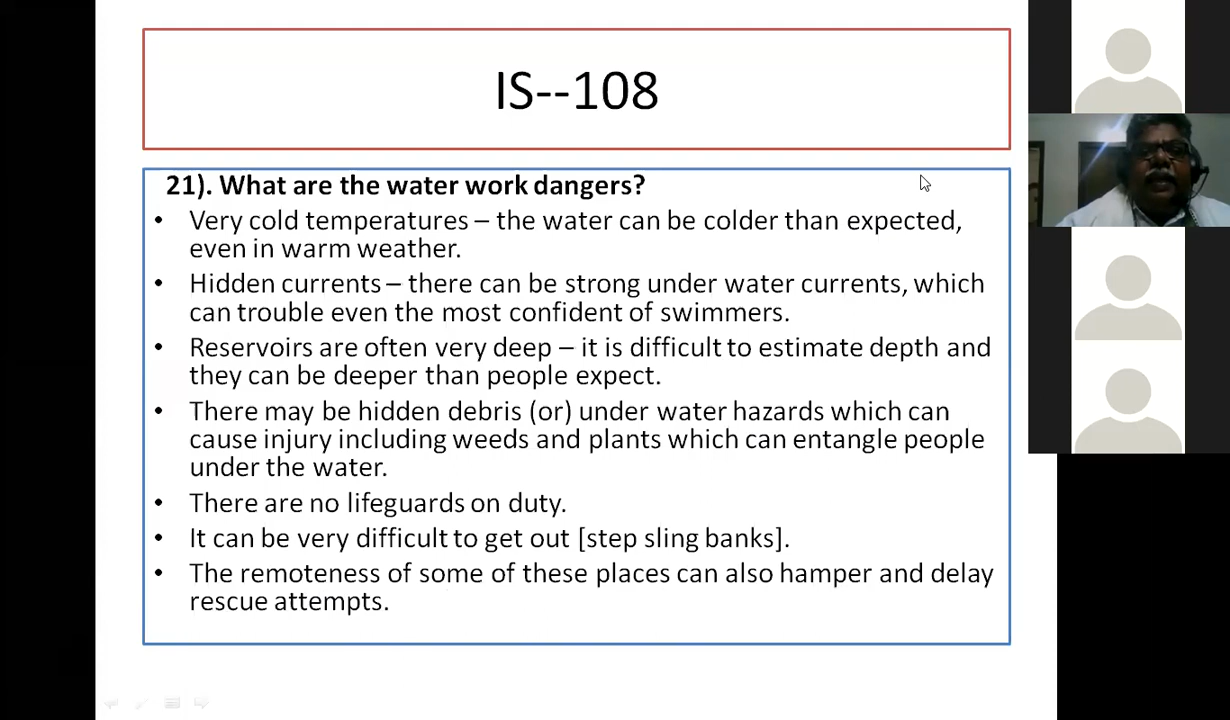 IS--108
21). What are the water work dangers?
• Very cold temperatures – the water can be colder than expected,
even in warm weather.
• Hidden currents – there can be strong under water currents, which
can trouble even the most confident of swimmers.
• Reservoirs are often very deep – it is difficult to estimate depth and
they can be deeper than people expect.
• There may be hidden debris (or) under water hazards which can
cause injury including weeds and plants which can entangle people
under the water.
• There are no lifeguards on duty.
• It can be very difficult to get out [step sling banks].
• The remoteness of some of these places can also hamper and delay
rescue attempts.